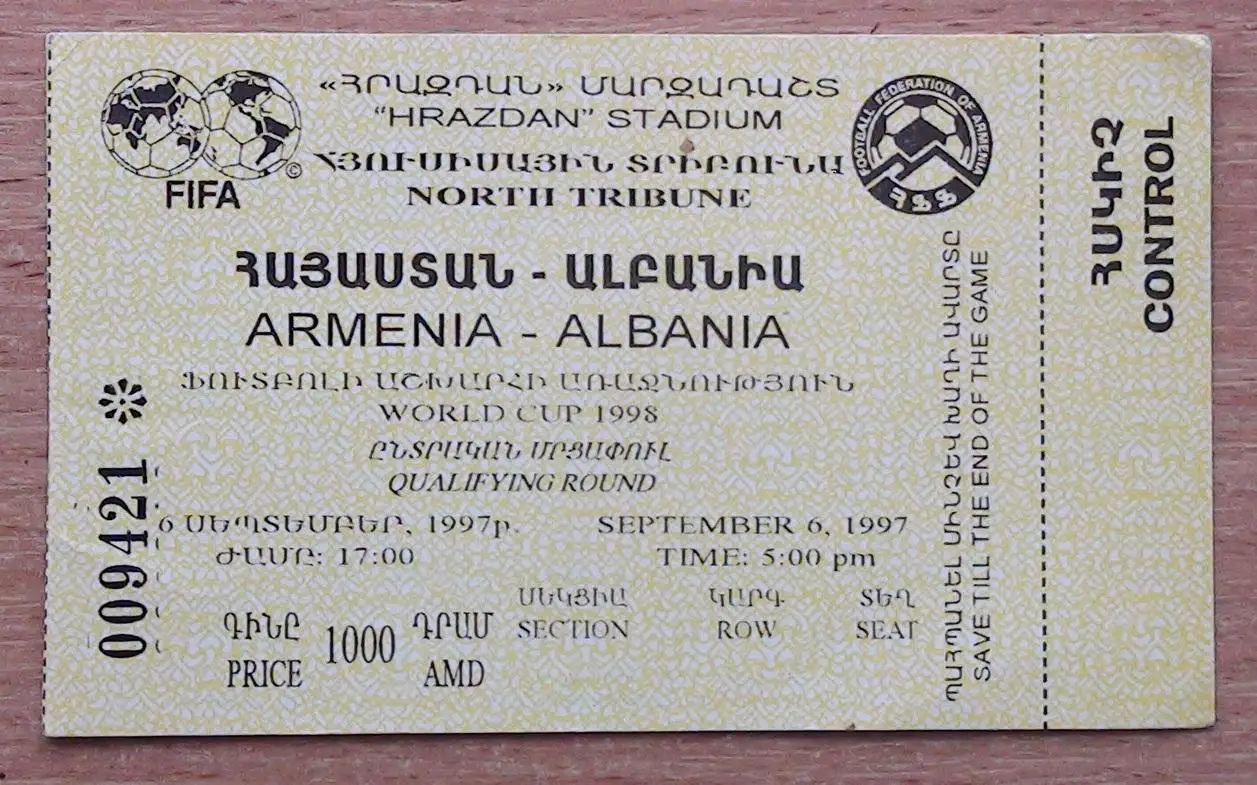 «ՀՐԱԶԴԱՆ» ՄԱՐԶԱԴԱՇՏ
"HRAZDAN" STADIUM
ՀՅՈՒՍԻՍԱՅԻՆ ՏՐԻԲՈՒՆԱ
NORTH TRIBUNE
©
FIFA
FOOTBALL FEDERATION OF ARMENIA
ՀՖՖ
ՀԱՅԱՍՏԱՆ - ԱԼԲԱՆԻԱ
ARMENIA - ALBANIA
ՖՈՒՏԲՈԼԻ ԱՇԽԱՐՀԻ ԱՌԱՋՆՈՒԹՅՈՒՆ
WORLD CUP 1998
ԸՆՏՐԱԿԱՆ ՄՐՑԱՓՈՒԼ
QUALIFYING ROUND
6 ՍԵՊՏԵՄԲԵՐ, 1997թ. SEPTEMBER 6, 1997
ԺԱՄԸ: 17:00 TIME: 5:00 pm
ԳԻՆԸ 1000 ԴՐԱՄ
PRICE AMD
ՍԵԿՑԻԱ ԿԱՐԳ ՏԵՂ
SECTION ROW SEAT
009421
ՊԱՀՊԱՆԵԼ ՄԻՆՉԵՎ ԽԱՂԻ ԱՎԱՐՏԸ
SAVE TILL THE END OF THE GAME
ՀՍԿԻՉ
CONTROL